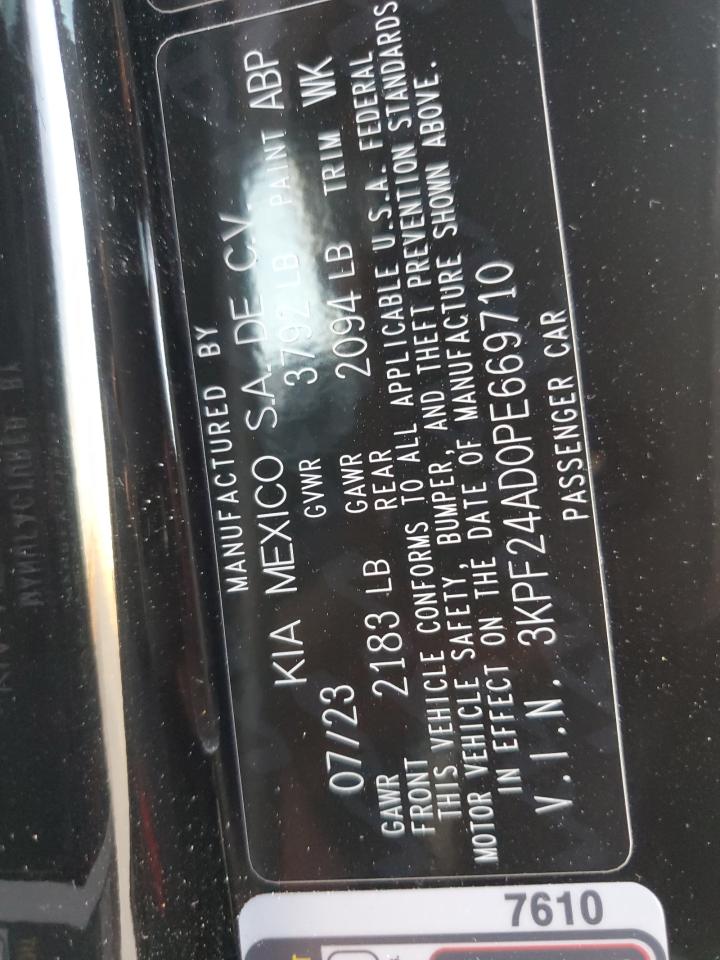 MANUFACTURED BY
KIA MEXICO S.A. DE C.V.
07/23 GVWR 3792 LB PAINT ABP
GAWR FRONT 2183 LB GAWR REAR 2094 LB TRIM WK
THIS VEHICLE CONFORMS TO ALL APPLICABLE U.S.A. FEDERAL
MOTOR VEHICLE SAFETY, BUMPER, AND THEFT PREVENTION STANDARDS
IN EFFECT ON THE DATE OF MANUFACTURE SHOWN ABOVE.
V.I.N. 3KPF24AD0PE669710
PASSENGER CAR
7610